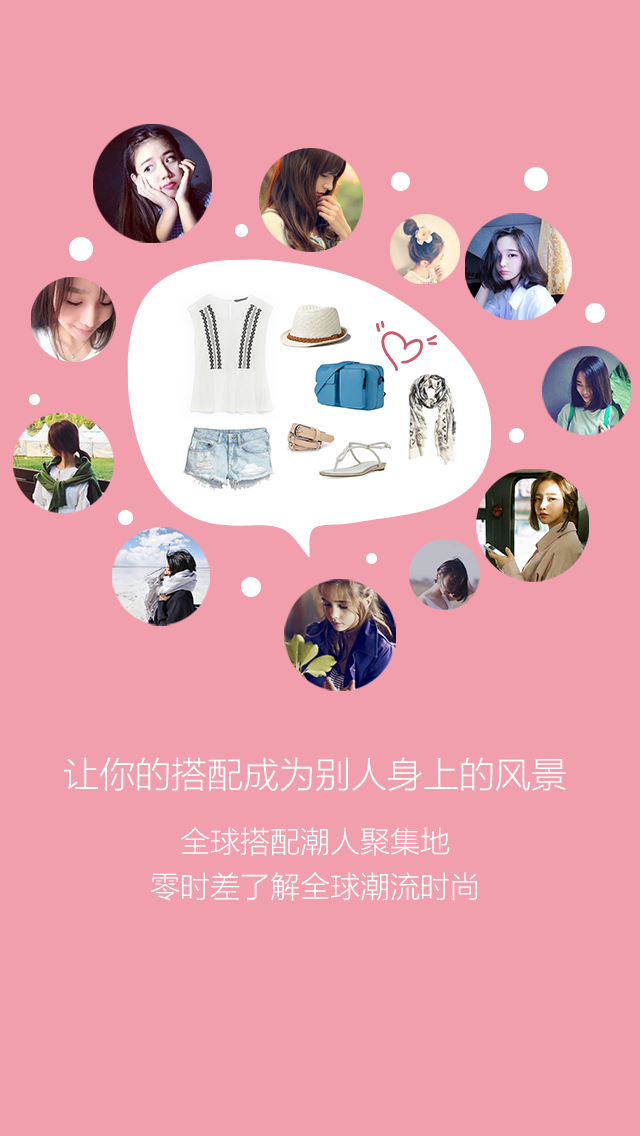 让你的搭配成为别人身上的风景
全球搭配潮人聚集地
零时差了解全球潮流时尚